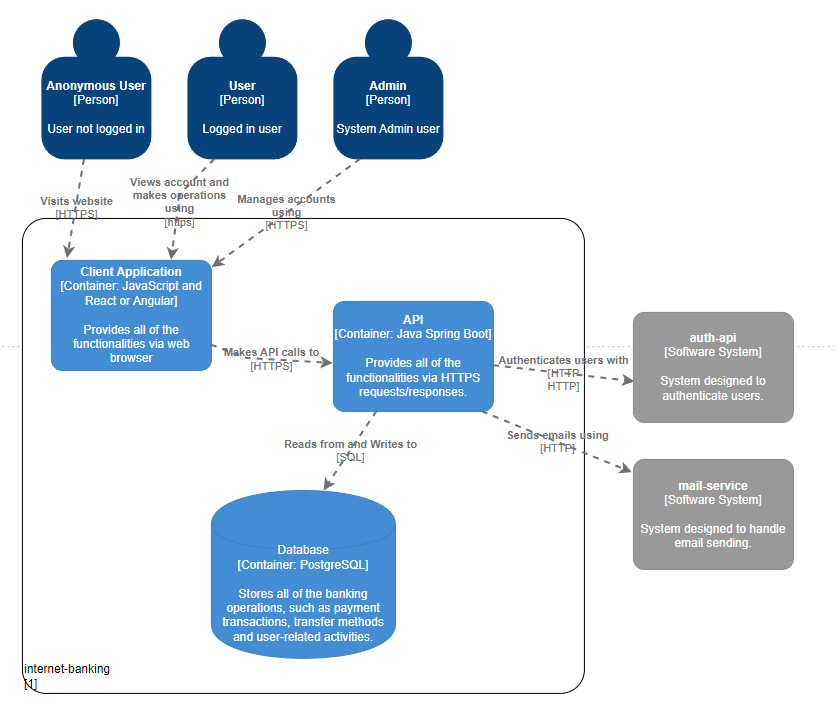 Anonymous User
[Person]
User not logged in
User
[Person]
Logged in user
Admin
[Person]
System Admin user
Visits website
[HTTPS]
Views account and
makes operations
using
[https]
Manages accounts
using
[HTTPS]
Client Application
[Container: JavaScript and
React or Angular]
Provides all of the
functionalities via web
browser
Makes API calls to
[HTTPS]
API
[Container: Java Spring Boot]
Provides all of the
functionalities via HTTPS
requests/responses.
Authenticates users with
[HTTP
HTTP]
auth-api
[Software System]
System designed to
authenticate users.
Sends emails using
[HTTP]
mail-service
[Software System]
System designed to handle
email sending.
Reads from and Writes to
[SQL]
Database
[Container: PostgreSQL]
Stores all of the banking
operations, such as payment
transactions, transfer methods
and user-related activities.
internet-banking
[1]